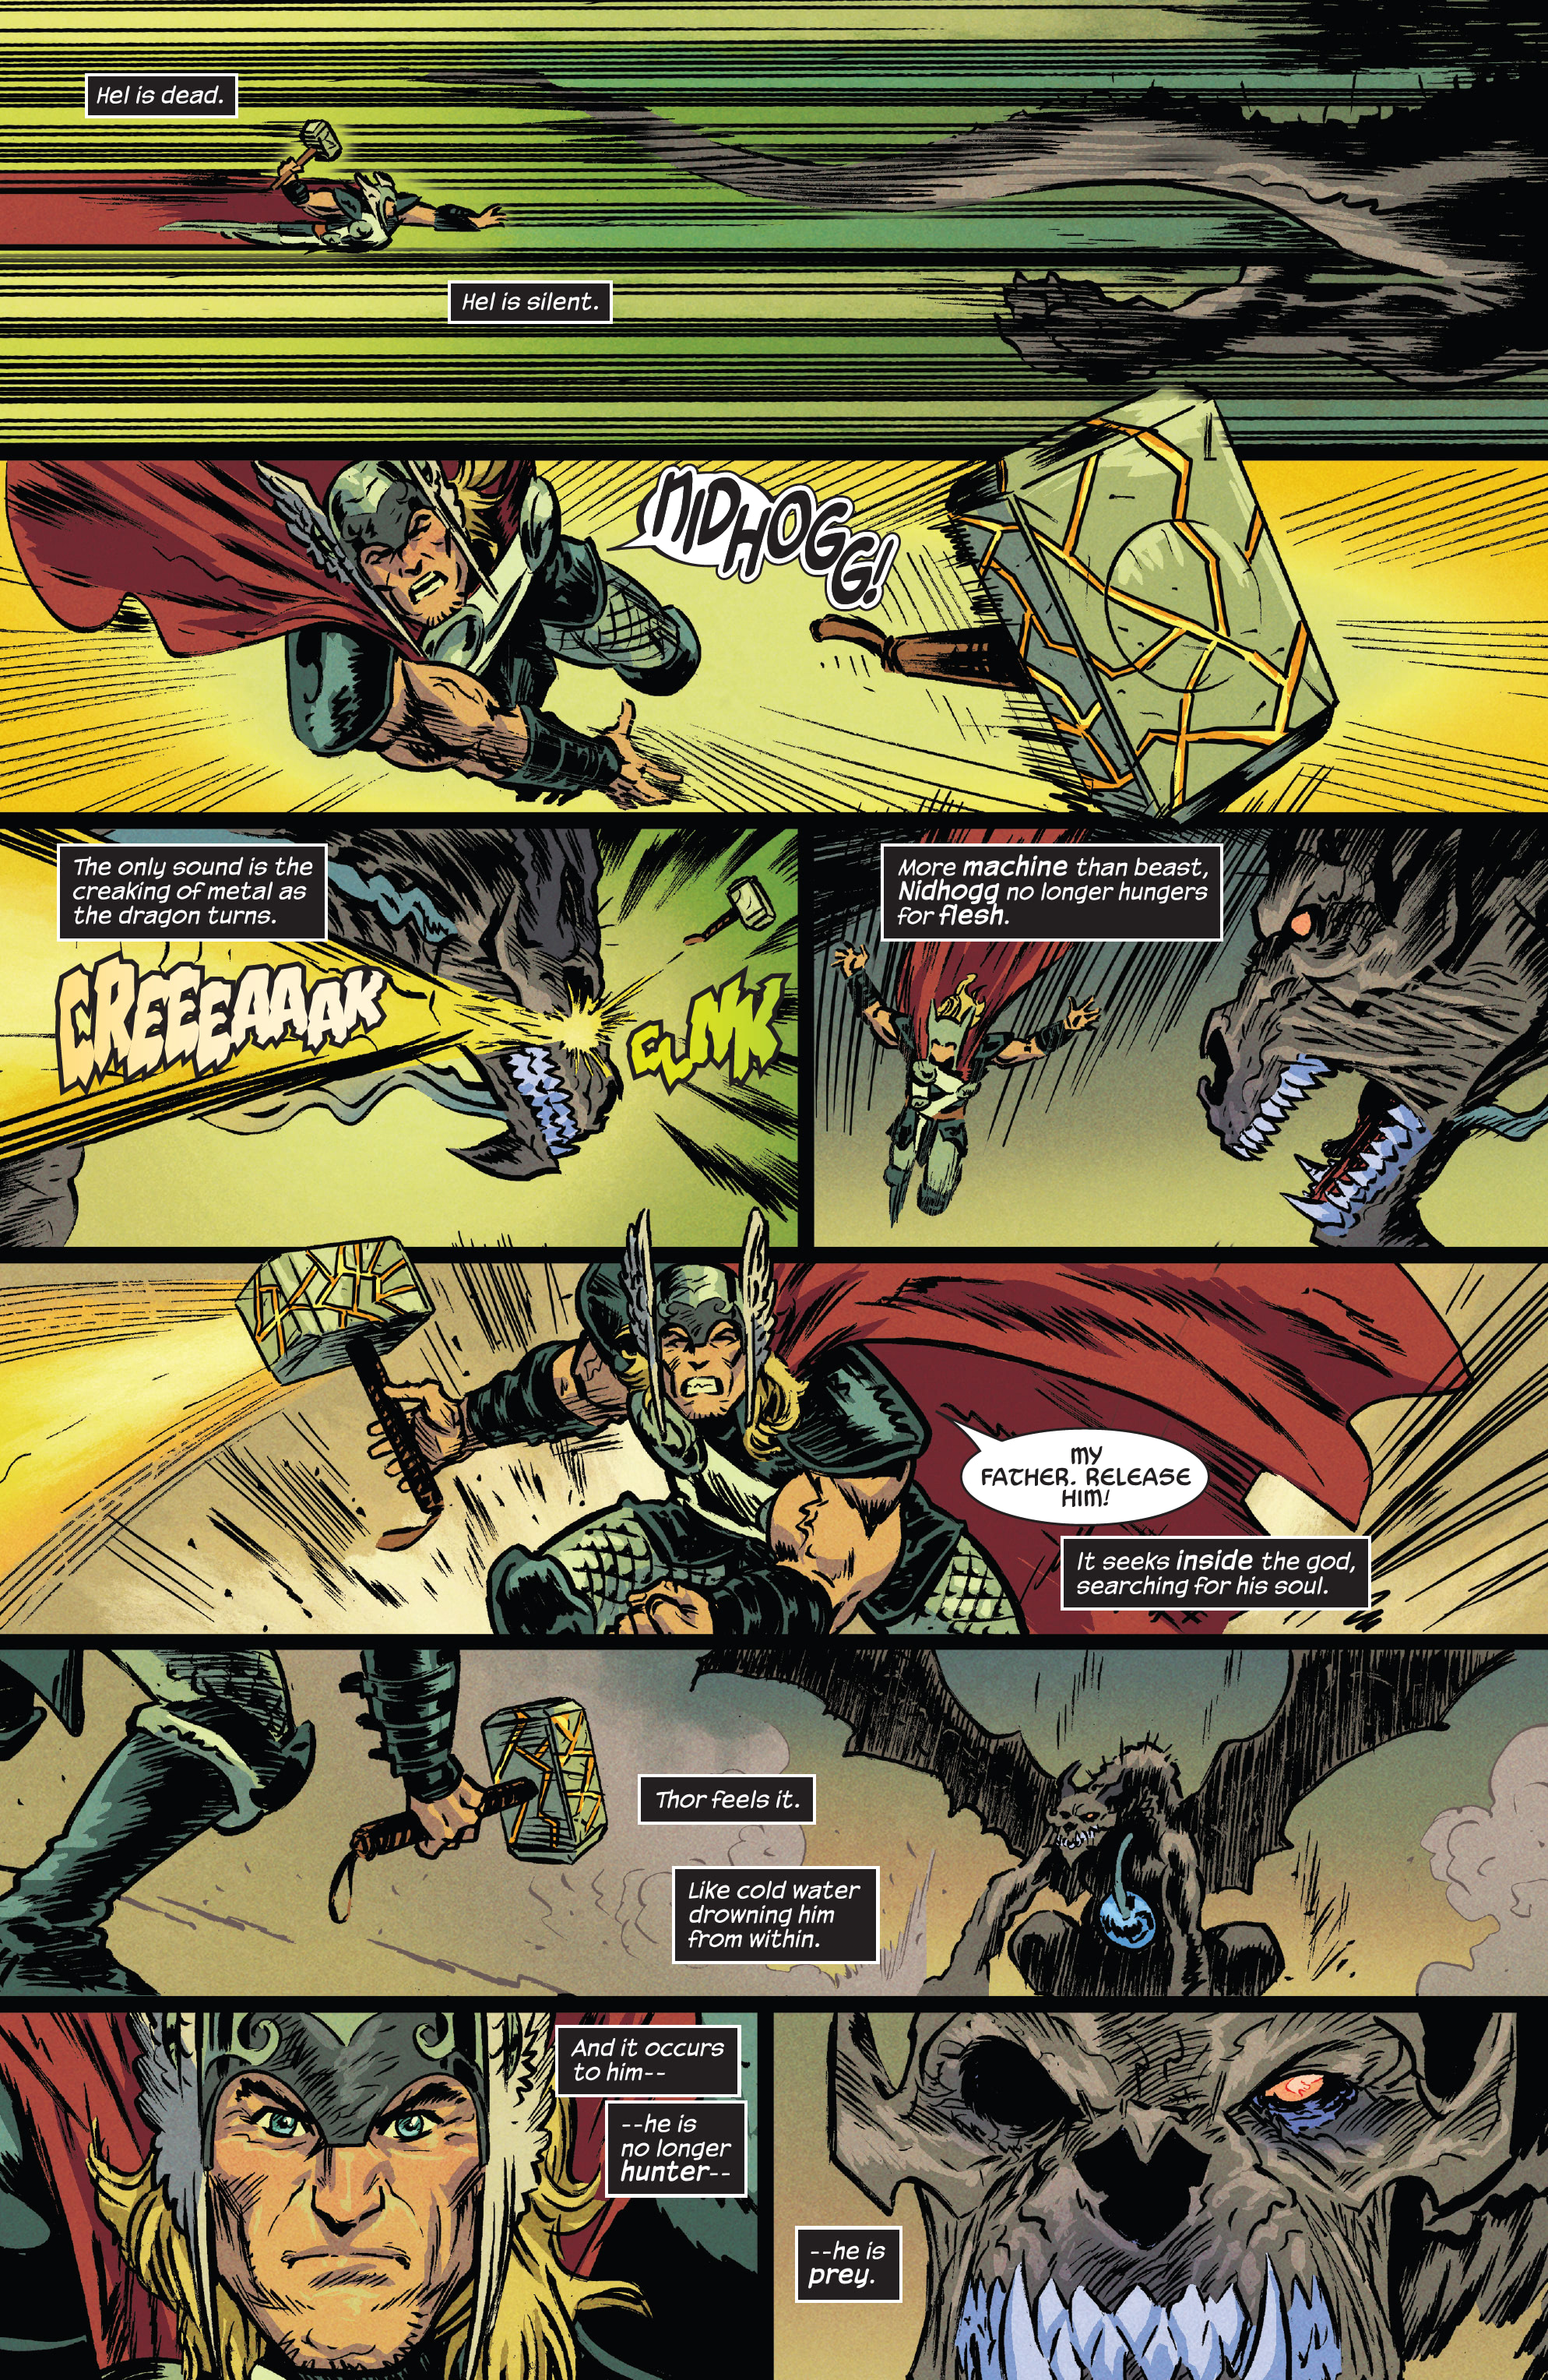 Hel is dead.
Hel is silent.
NIDHOGG!
The only sound is the
creaking of metal as
the dragon turns.
CREEEAAAAK
CLNK
More machine than beast,
Nidhogg no longer hungers
for flesh.
MY
FATHER. RELEASE
HIM!
It seeks inside the god,
searching for his soul.
Thor feels it.
Like cold water
drowning him
from within.
And it occurs
to him--
--he is
no longer
hunter--
--he is
prey.